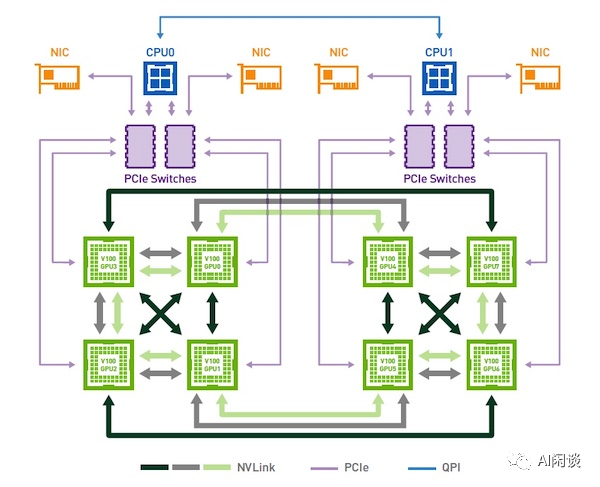 NIC
CPU0
NIC
NIC
CPU1
NIC
PCIe Switches
PCIe Switches
V100
GPU3
V100
GPU0
V100
GPU4
V100
GPU7
V100
GPU2
V100
GPU1
V100
GPU5
V100
GPU6
NVLink
PCIe
QPI
AI闲谈